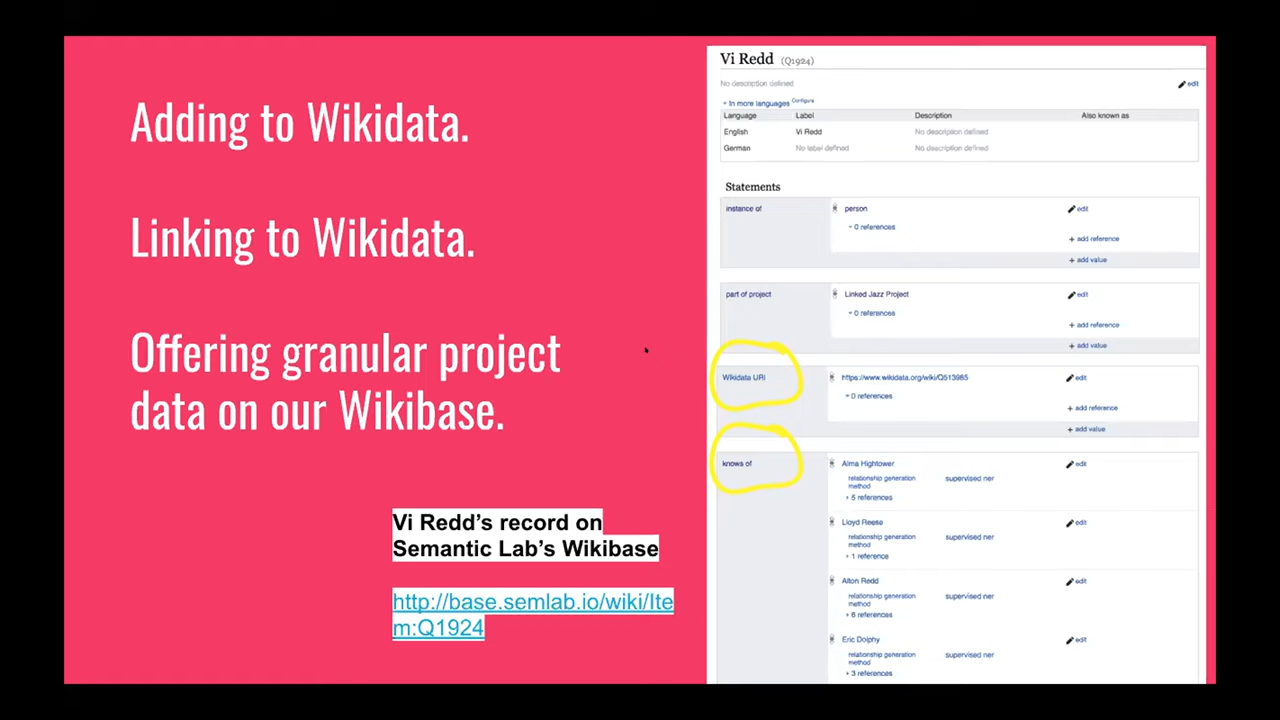 Adding to Wikidata.
Linking to Wikidata.
Offering granular project
data on our Wikibase.
Vi Redd's record on
Semantic Lab's Wikibase
http://base.semlab.io/wiki/Ite
m:Q1924
Vi Redd (Q1924)
No description defined
edit
In more languages Configure
Language Label Description Also known as
English Vi Redd No description defined
German No label defined No description defined
Statements
instance of person edit
0 references
+ add reference
+ add value
part of project Linked Jazz Project edit
0 references
+ add reference
+ add value
Wikidata URI https://www.wikidata.org/wiki/Q513985 edit
0 references
+ add reference
+ add value
knows of Alma Hightower edit
relationship generation supervised ner
method
6 references
Lloyd Reese edit
relationship generation supervised ner
method
1 reference
Alton Redd edit
relationship generation supervised ner
method
6 references
Eric Dolphy edit
relationship generation supervised ner
method
3 references